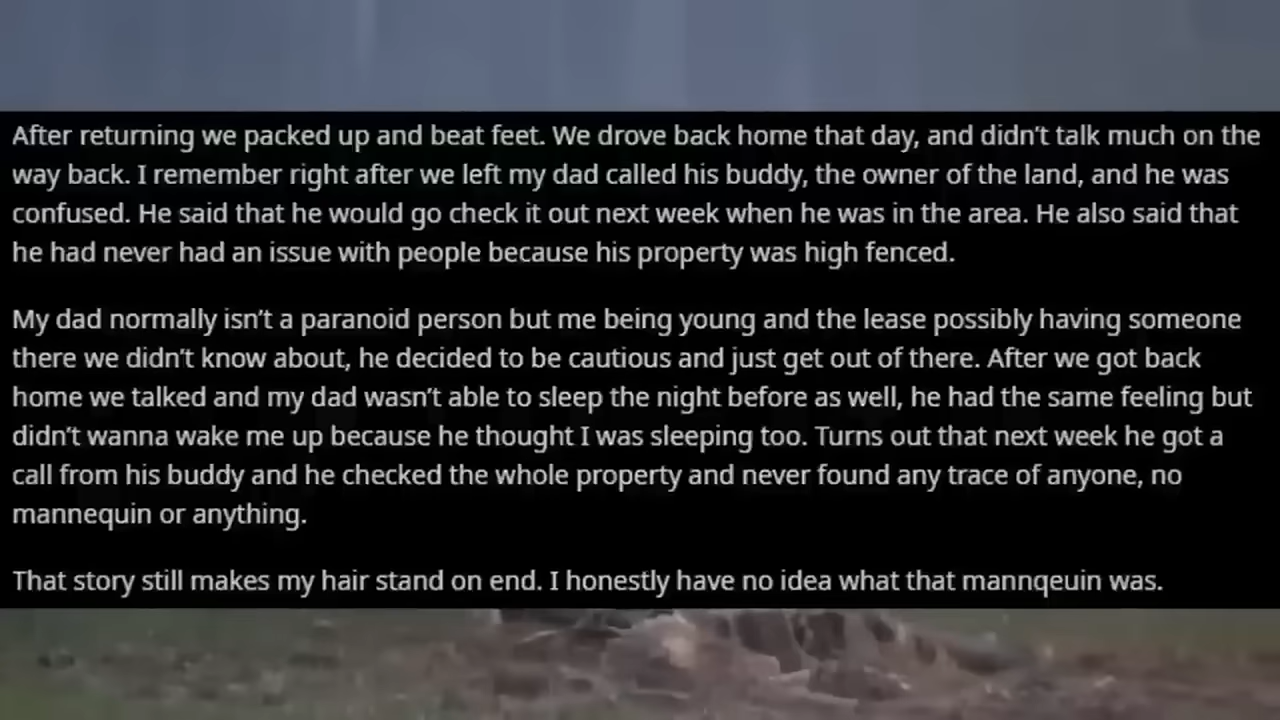 After returning we packed up and beat feet. We drove back home that day, and didn't talk much on the
way back. I remember right after we left my dad called his buddy, the owner of the land, and he was
confused. He said that he would go check it out next week when he was in the area. He also said that
he had never had an issue with people because his property was high fenced.
My dad normally isn't a paranoid person but me being young and the lease possibly having someone
there we didn't know about, he decided to be cautious and just get out of there. After we got back
home we talked and my dad wasn't able to sleep the night before as well, he had the same feeling but
didn't wanna wake me up because he thought I was sleeping too. Turns out that next week he got a
call from his buddy and he checked the whole property and never found any trace of anyone, no
mannequin or anything.
That story still makes my hair stand on end. I honestly have no idea what that mannqeuin was.